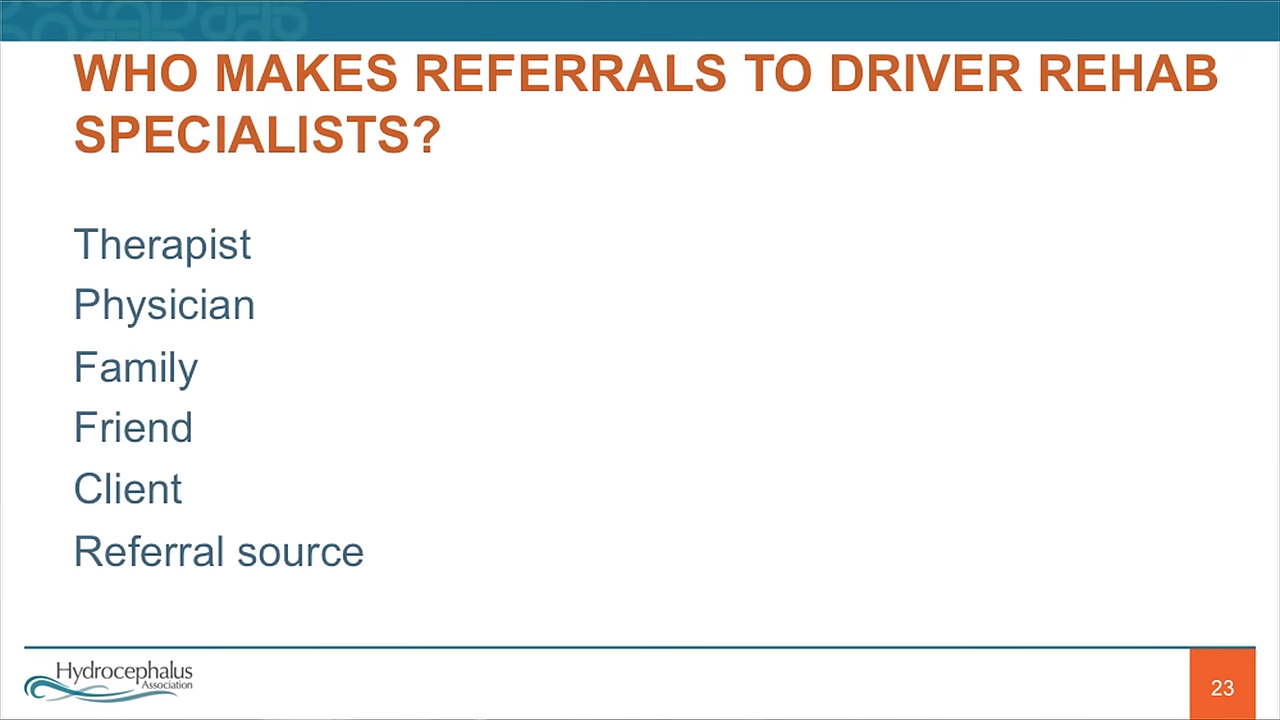 WHO MAKES REFERRALS TO DRIVER REHAB
SPECIALISTS?
Therapist
Physician
Family
Friend
Client
Referral source
Hydrocephalus
Association
23